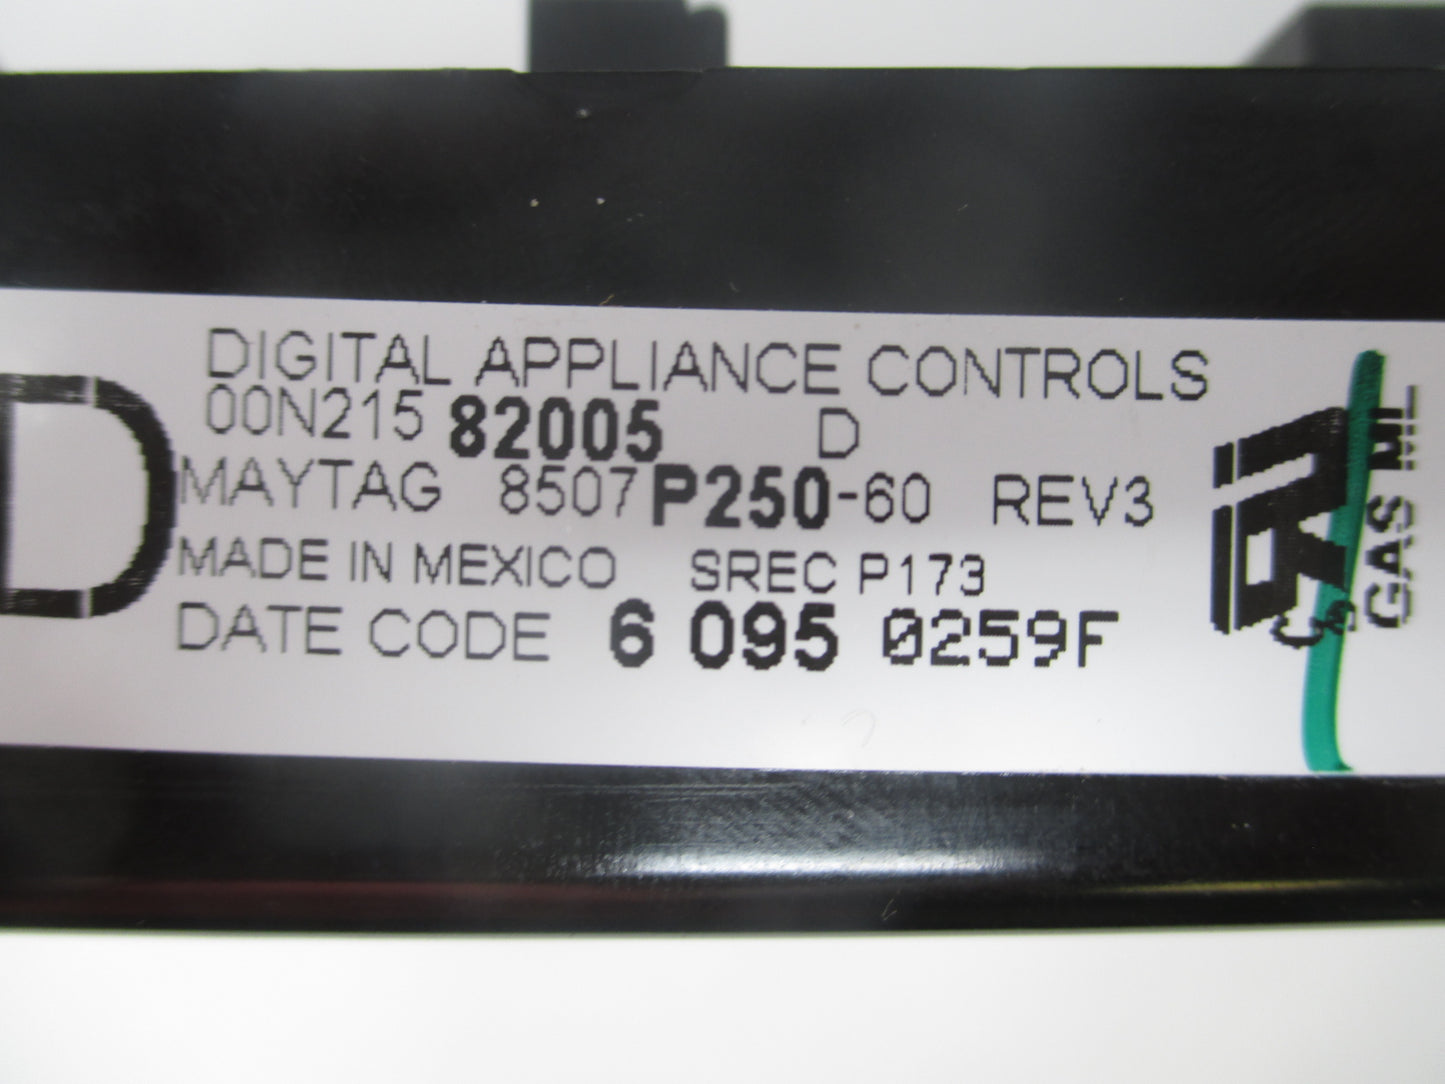 D
DIGITAL APPLIANCE CONTROLS
00N215 82005 D
MAYTAG 8507P250-60 REV3
MADE IN MEXICO SREC P173
DATE CODE 6 095 0259F
GAS ML